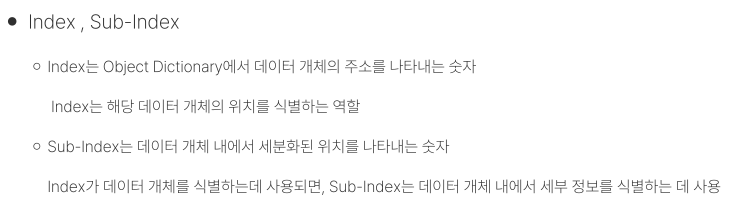 ● Index , Sub-Index
○ Index는 Object Dictionary에서 데이터 개체의 주소를 나타내는 숫자
Index는 해당 데이터 개체의 위치를 식별하는 역할
○ Sub-Index는 데이터 개체 내에서 세분화된 위치를 나타내는 숫자
Index가 데이터 개체를 식별하는데 사용되면, Sub-Index는 데이터 개체 내에서 세부 정보를 식별하는 데 사용